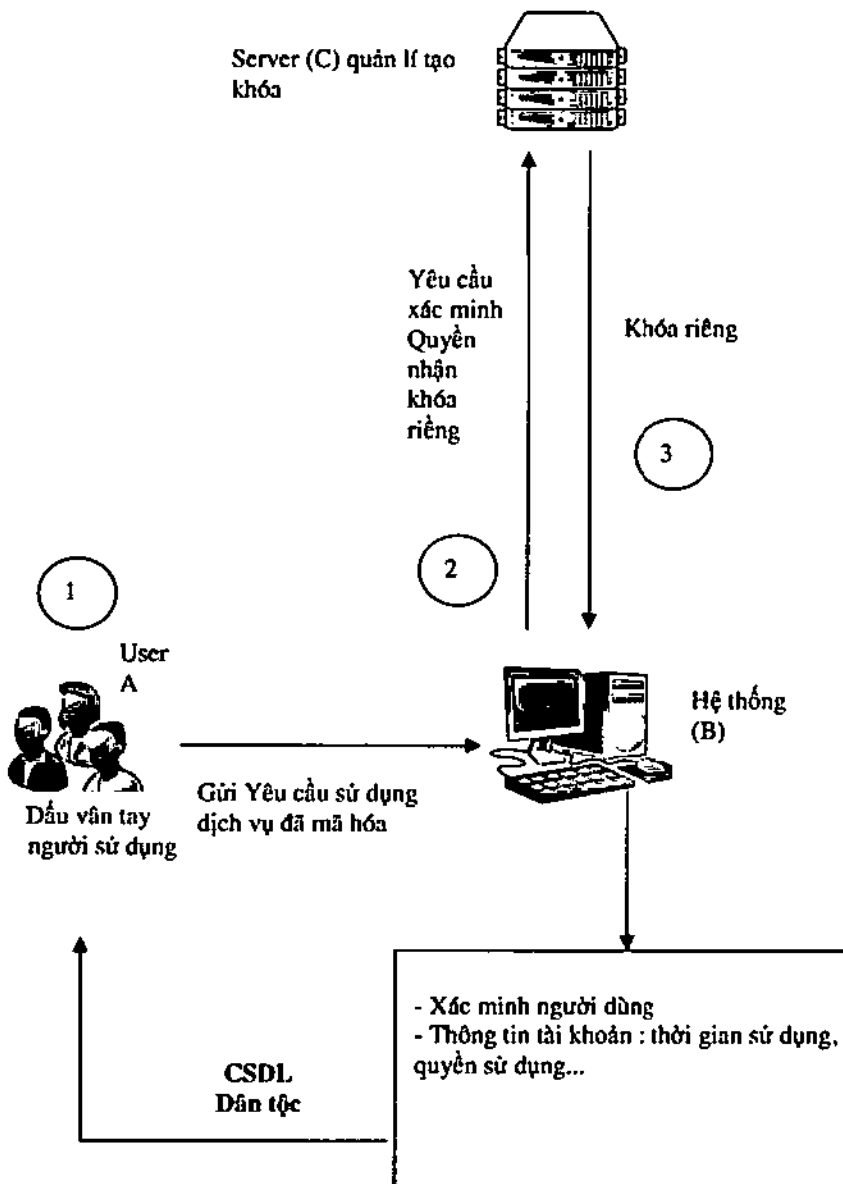 Server (C) quản lí tạo
khóa
Yêu cầu
xác minh
Quyền
nhận
khóa
riềng
Khóa riêng
3
2
1
User
A
Hệ thống
(B)
Gửi Yêu cầu sử dụng
dịch vụ đã mã hóa
Dấu vân tay
người sử dụng
- Xác minh người dùng
- Thông tin tài khoản : thời gian sử dụng,
quyền sử dụng...
CSDL
Dân tộc